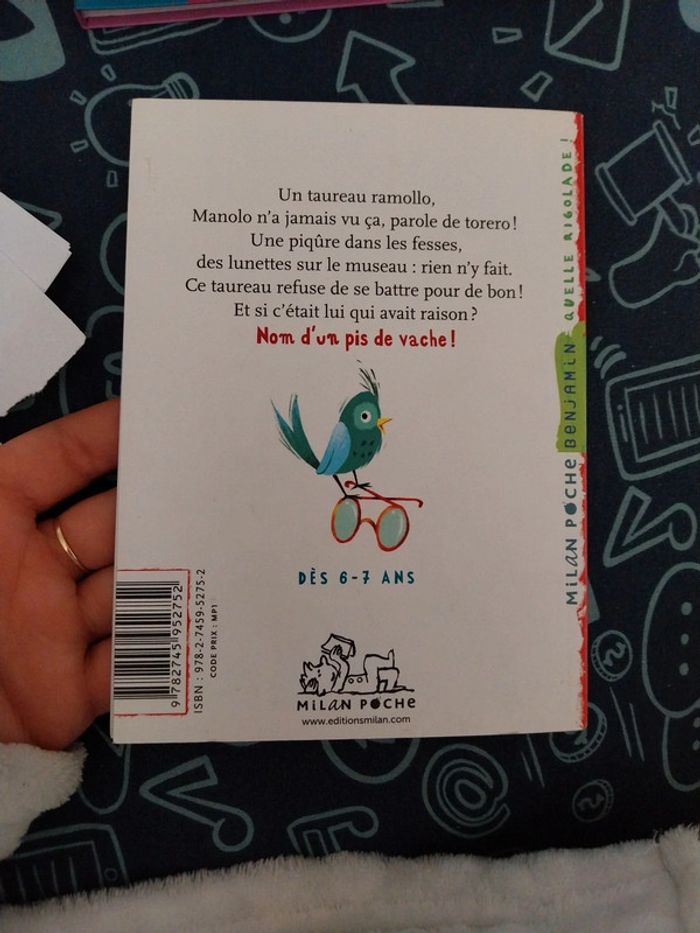 Un taureau ramollo,
Manolo n'a jamais vu ça, parole de torero !
Une piqûre dans les fesses,
des lunettes sur le museau : rien n'y fait.
Ce taureau refuse de se battre pour de bon !
Et si c'était lui qui avait raison ?
Nom d'un pis de vache !
DÈS 6-7 ANS
MiLAN POCHe
www.editionsmilan.com
9 782745 952752
ISBN : 978-2-7459-5275-2
CODE PRIX : MP1
MiLAN POCHe BeNJAMiN QUELLE RIGOLADE !